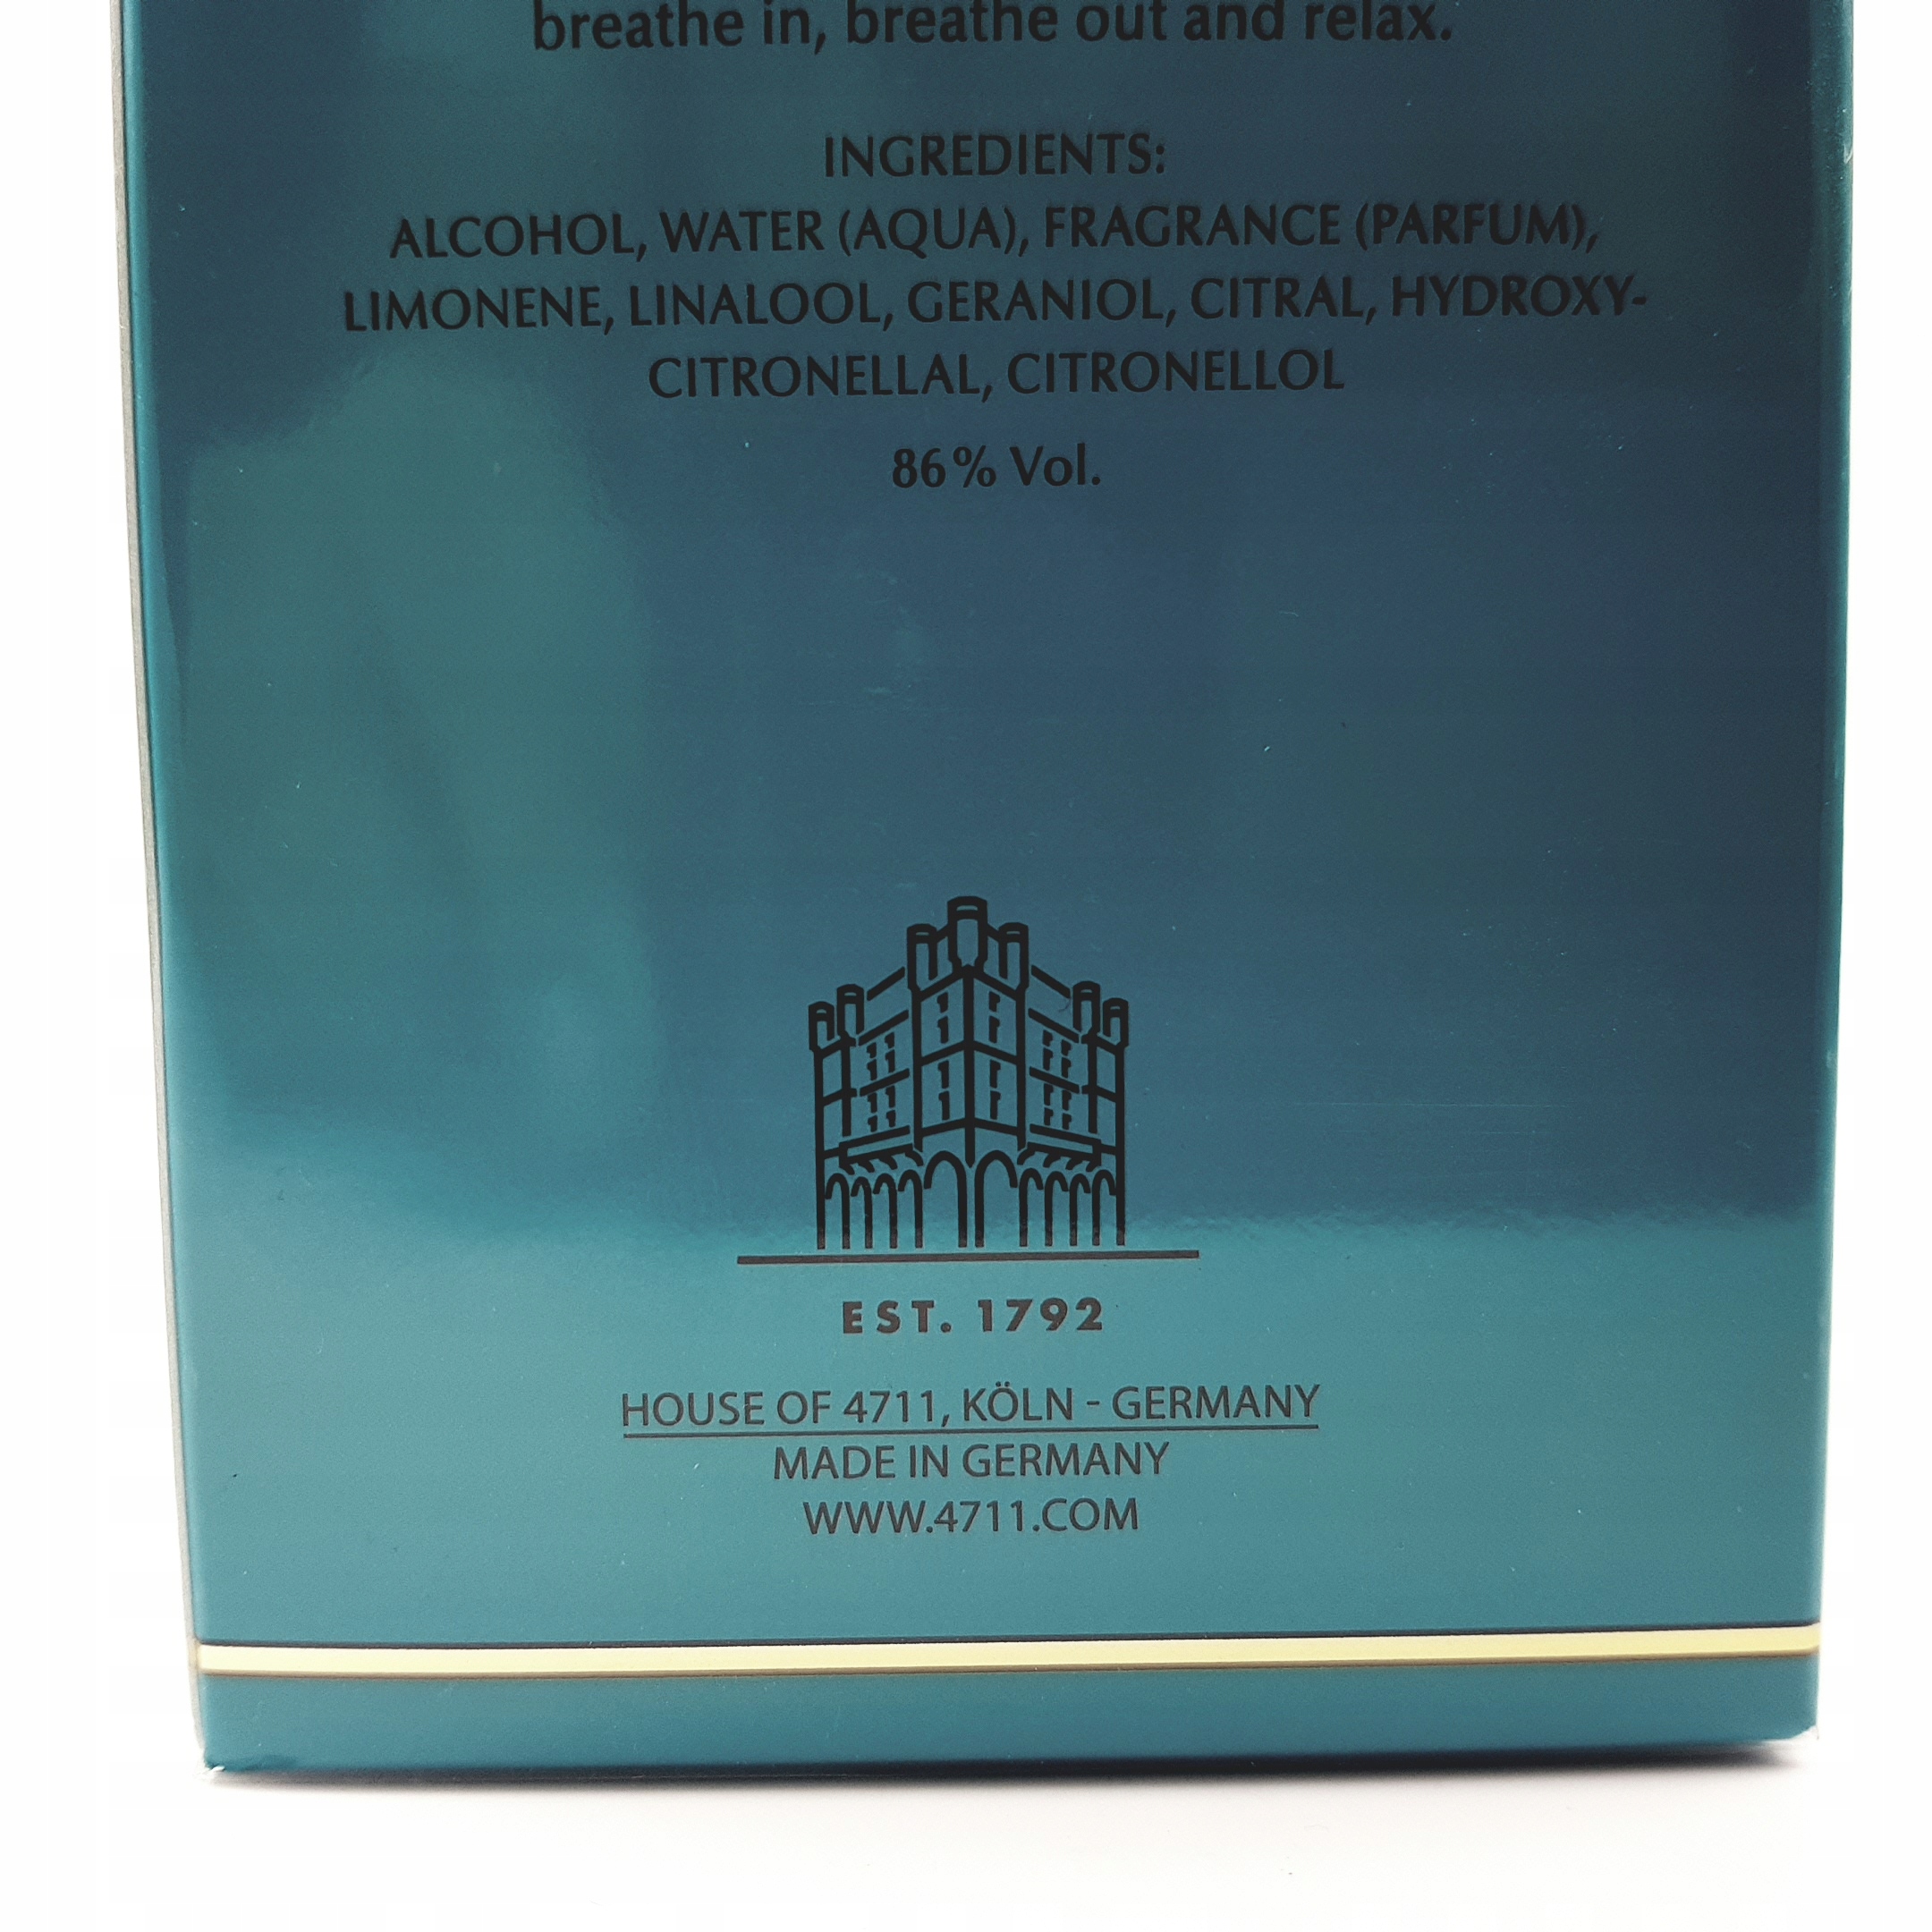 breathe in, breathe out and relax.
INGREDIENTS:
ALCOHOL, WATER (AQUA), FRAGRANCE (PARFUM),
LIMONENE, LINALOOL, GERANIOL, CITRAL, HYDROXY-
CITRONELLAL, CITRONELLOL
86% Vol.
EST. 1792
HOUSE OF 4711, KÖLN - GERMANY
MADE IN GERMANY
WWW.4711.COM